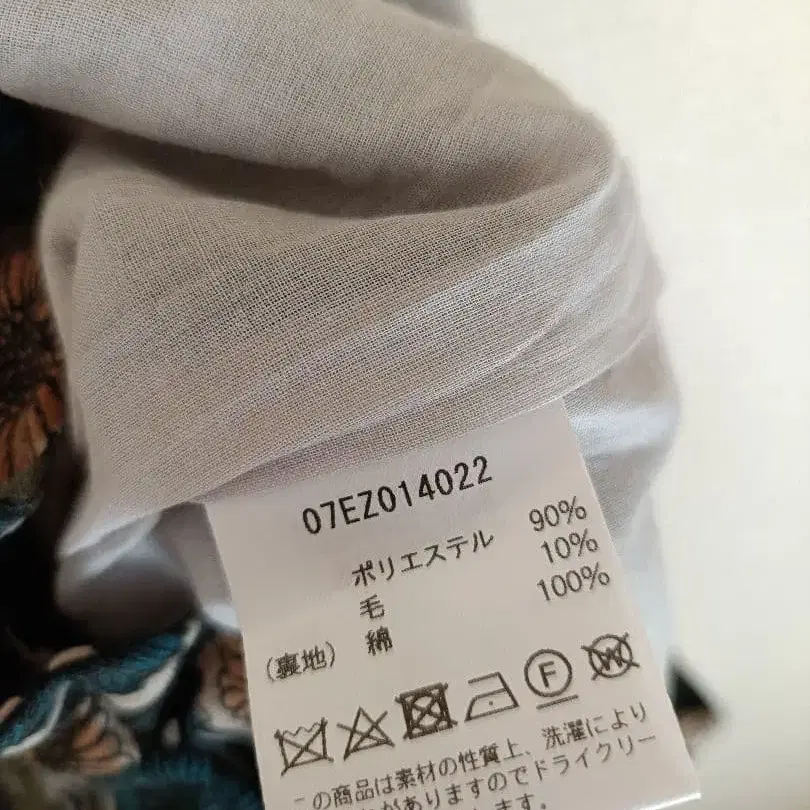 07EZ014022
ポリエステル 90%
毛 10%
(裏地) 綿 100%
F W
この商品は素材の性質上、洗濯により
がありますのでドライクリー
ます。